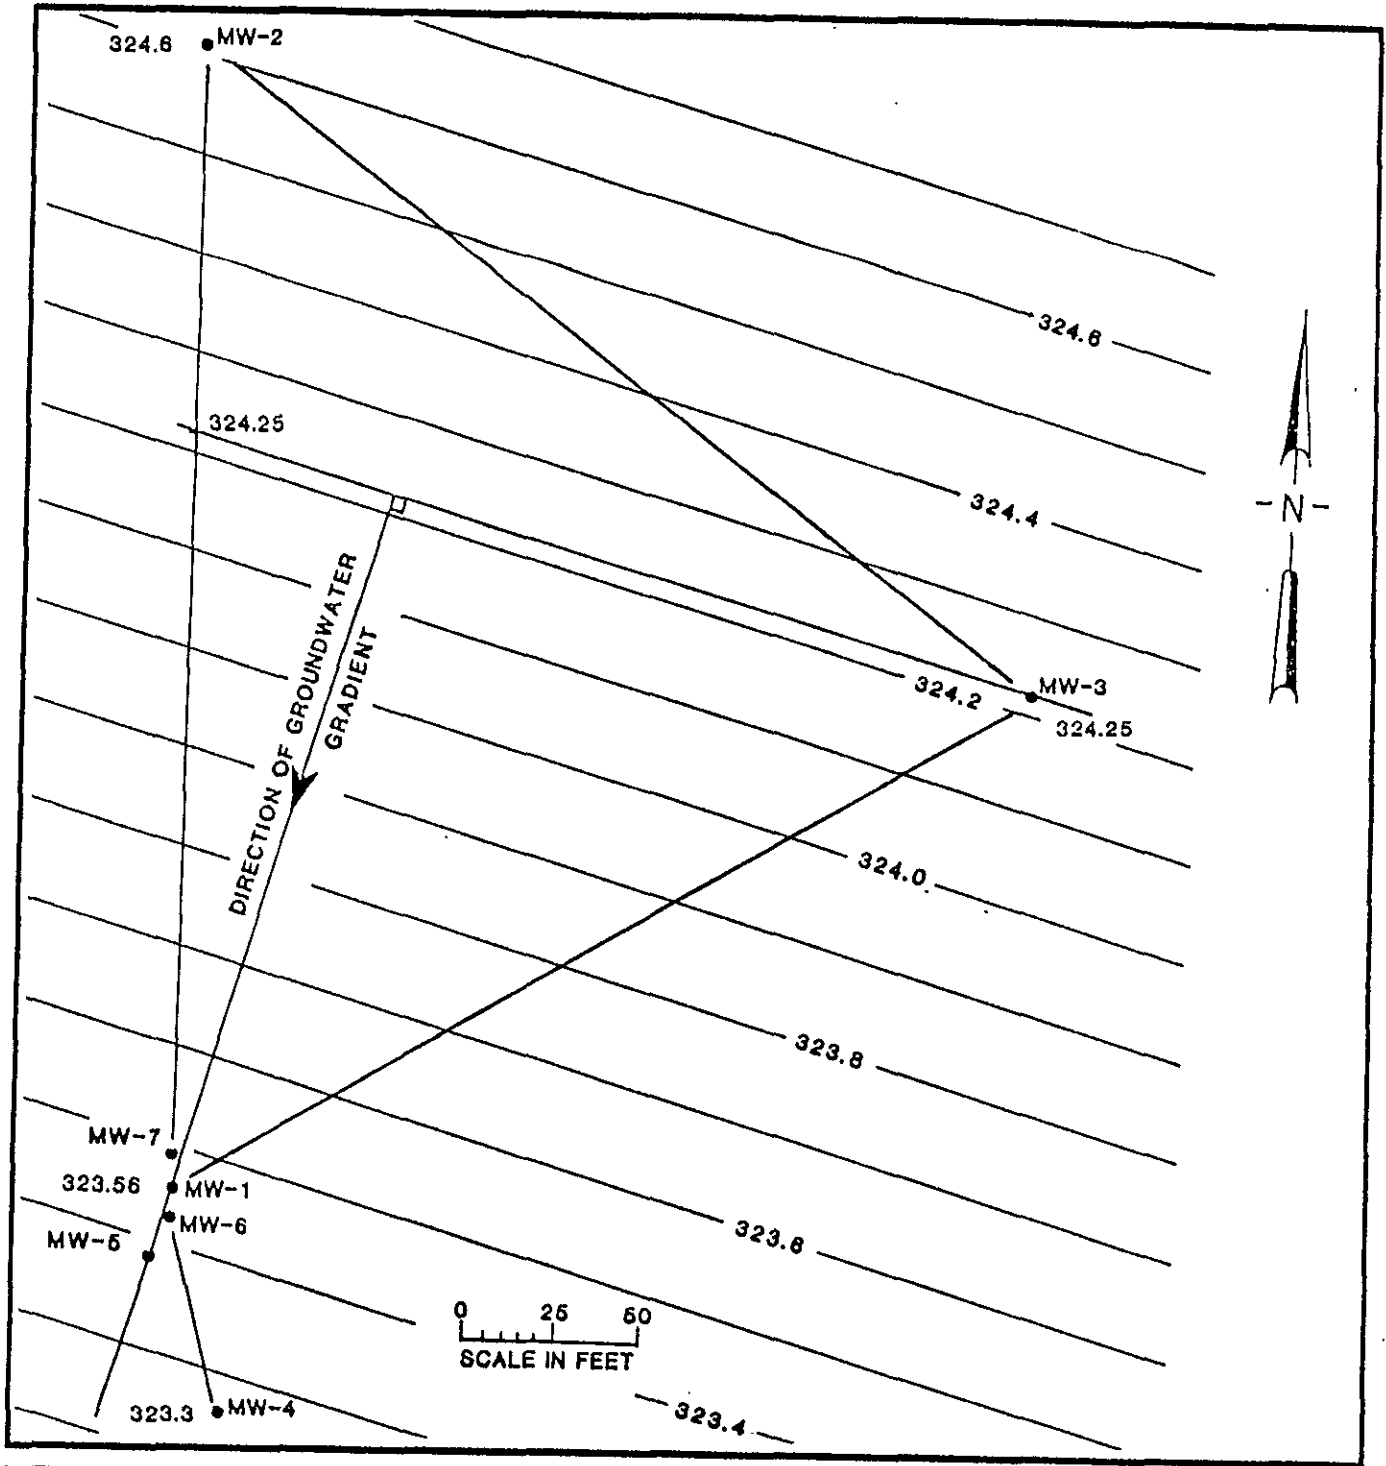 324.6 MW-2
324.6
324.25
324.4
- N -
DIRECTION OF GROUNDWATER
GRADIENT
324.2
MW-3
324.25
324.0
323.8
MW-7
323.56 MW-1
MW-6
MW-5
323.6
0 25 50
SCALE IN FEET
323.3 MW-4
323.4